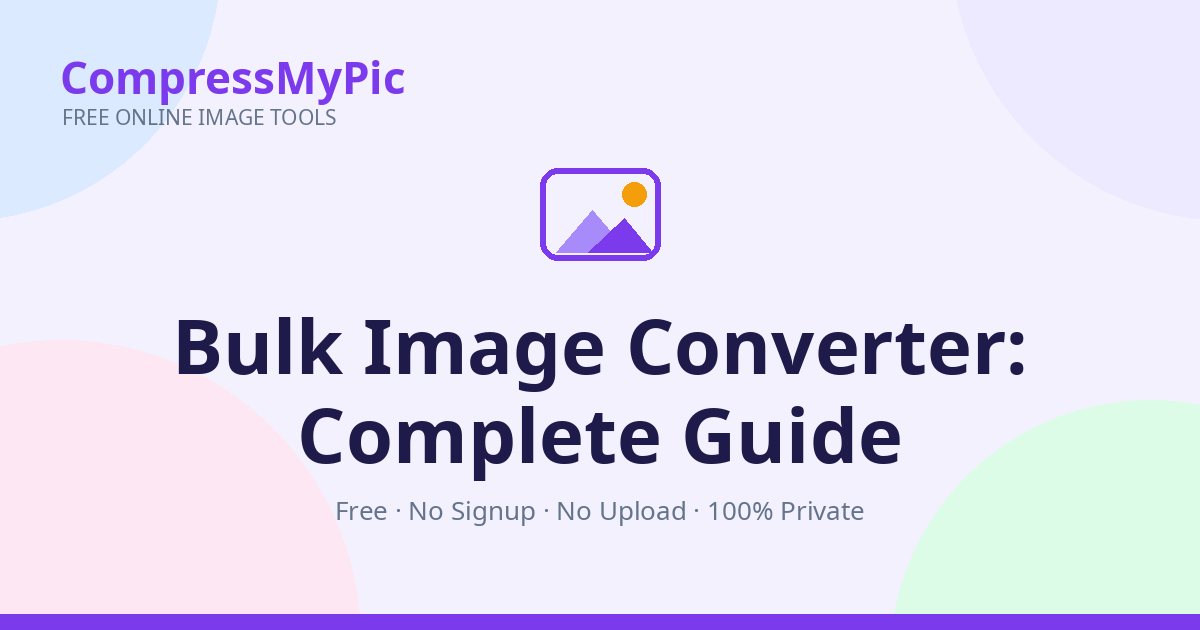 CompressMyPic
FREE ONLINE IMAGE TOOLS
Bulk Image Converter:
Complete Guide
Free · No Signup · No Upload · 100% Private